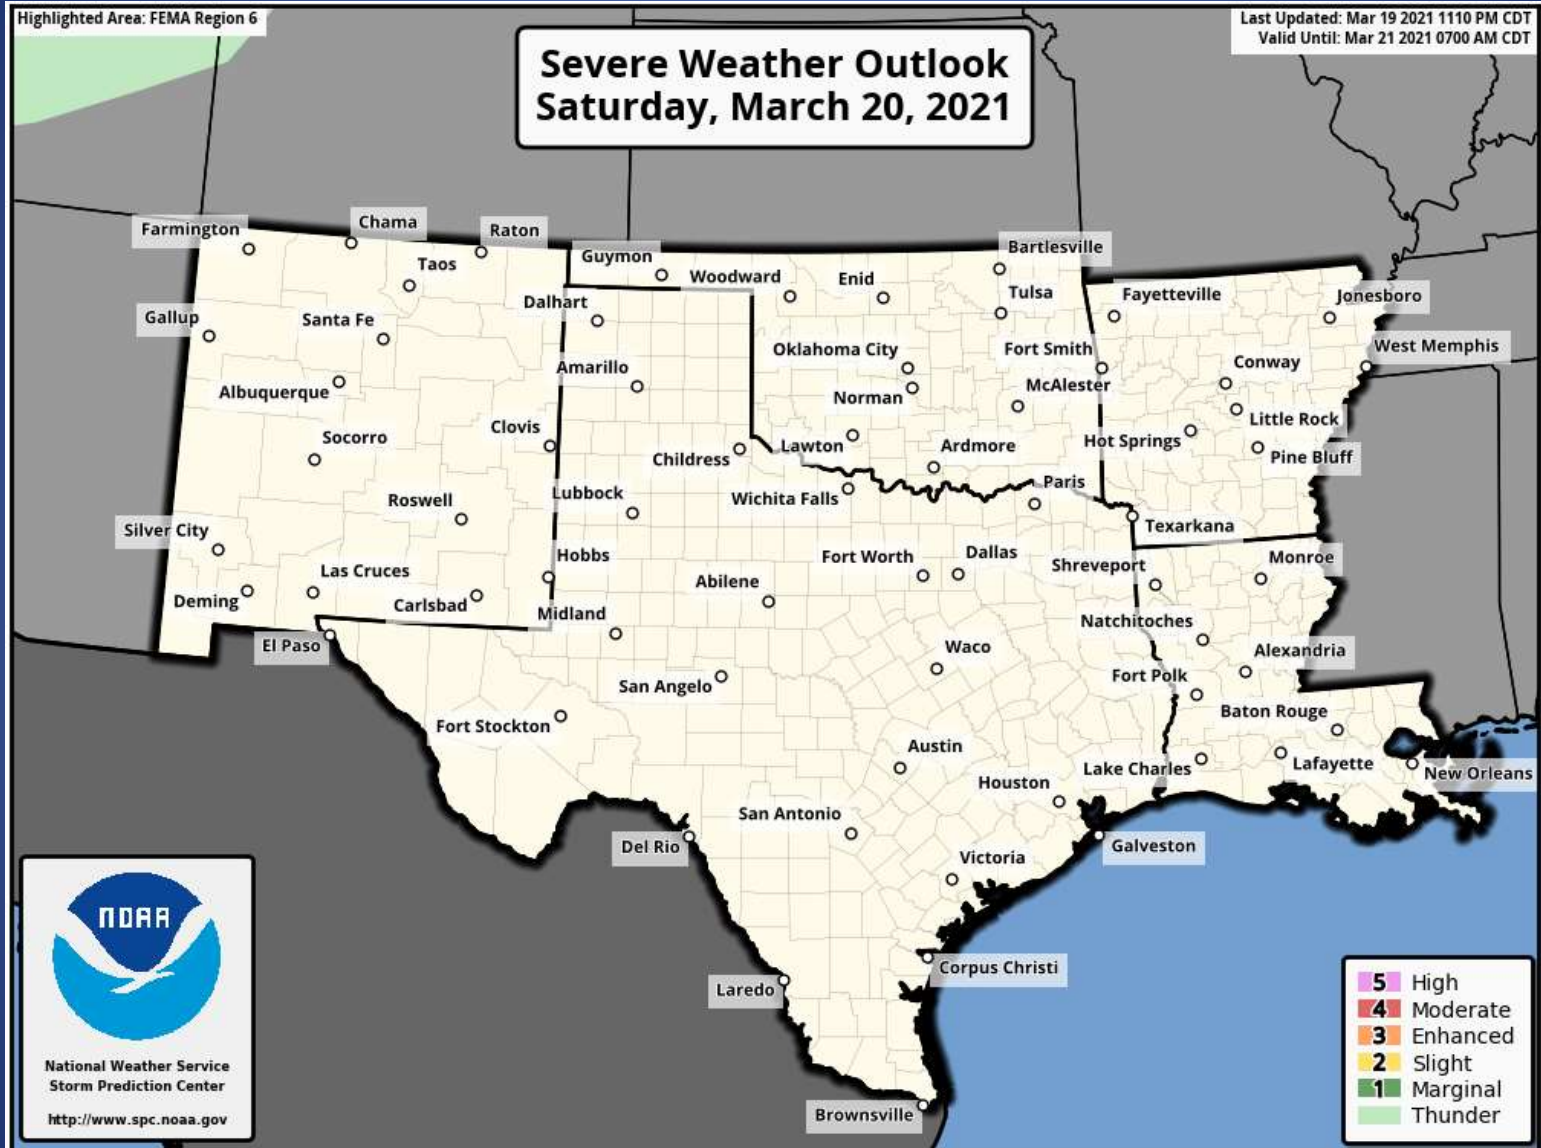 Highlighted Area: FEMA Region 6
Last Updated: Mar 19 2021 1110 PM CDT
Valid Until: Mar 21 2021 0700 AM CDT
Severe Weather Outlook
Saturday, March 20, 2021
Farmington
Chama
Raton
Taos
Guymon
Woodward
Enid
Bartlesville
Tulsa
Fayetteville
Jonesboro
Gallup
Santa Fe
Dalhart
Oklahoma City
Fort Smith
West Memphis
Conway
Albuquerque
Amarillo
Norman
McAlester
Little Rock
Socorro
Clovis
Childress
Lawton
Ardmore
Hot Springs
Pine Bluff
Roswell
Lubbock
Wichita Falls
Paris
Texarkana
Silver City
Las Cruces
Hobbs
Abilene
Fort Worth
Dallas
Shreveport
Monroe
Deming
Carlsbad
Midland
Natchitoches
El Paso
San Angelo
Waco
Fort Polk
Alexandria
Fort Stockton
Austin
Baton Rouge
Houston
Lake Charles
Lafayette
New Orleans
San Antonio
Del Rio
Victoria
Galveston
Laredo
Corpus Christi
Brownsville
NOAA
National Weather Service
Storm Prediction Center
http://www.spc.noaa.gov
5 High
4 Moderate
3 Enhanced
2 Slight
1 Marginal
Thunder